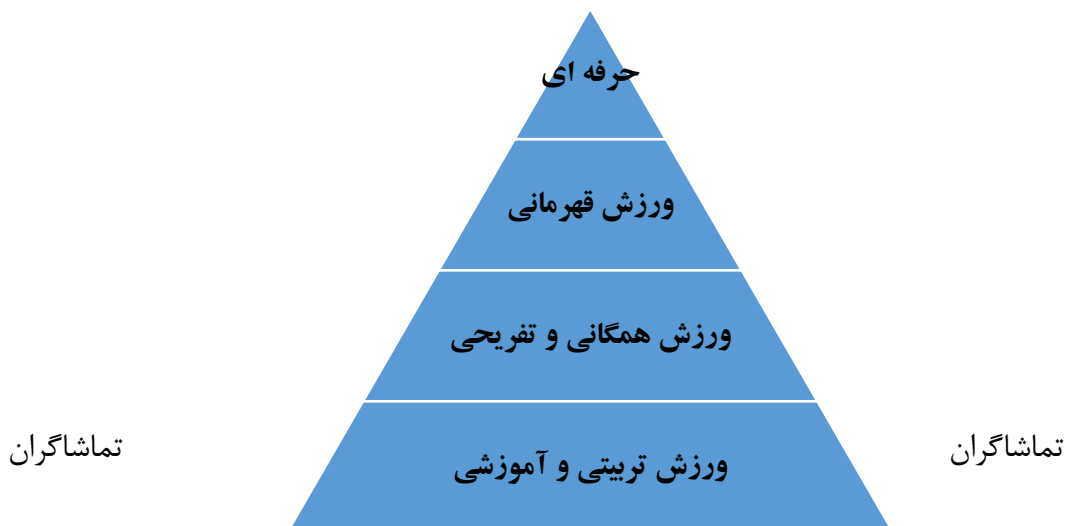 حرفه ای
ورزش قهرمانی
ورزش همگانی و تفریحی
تماشاگران
ورزش تربیتی و آموزشی
تماشاگران